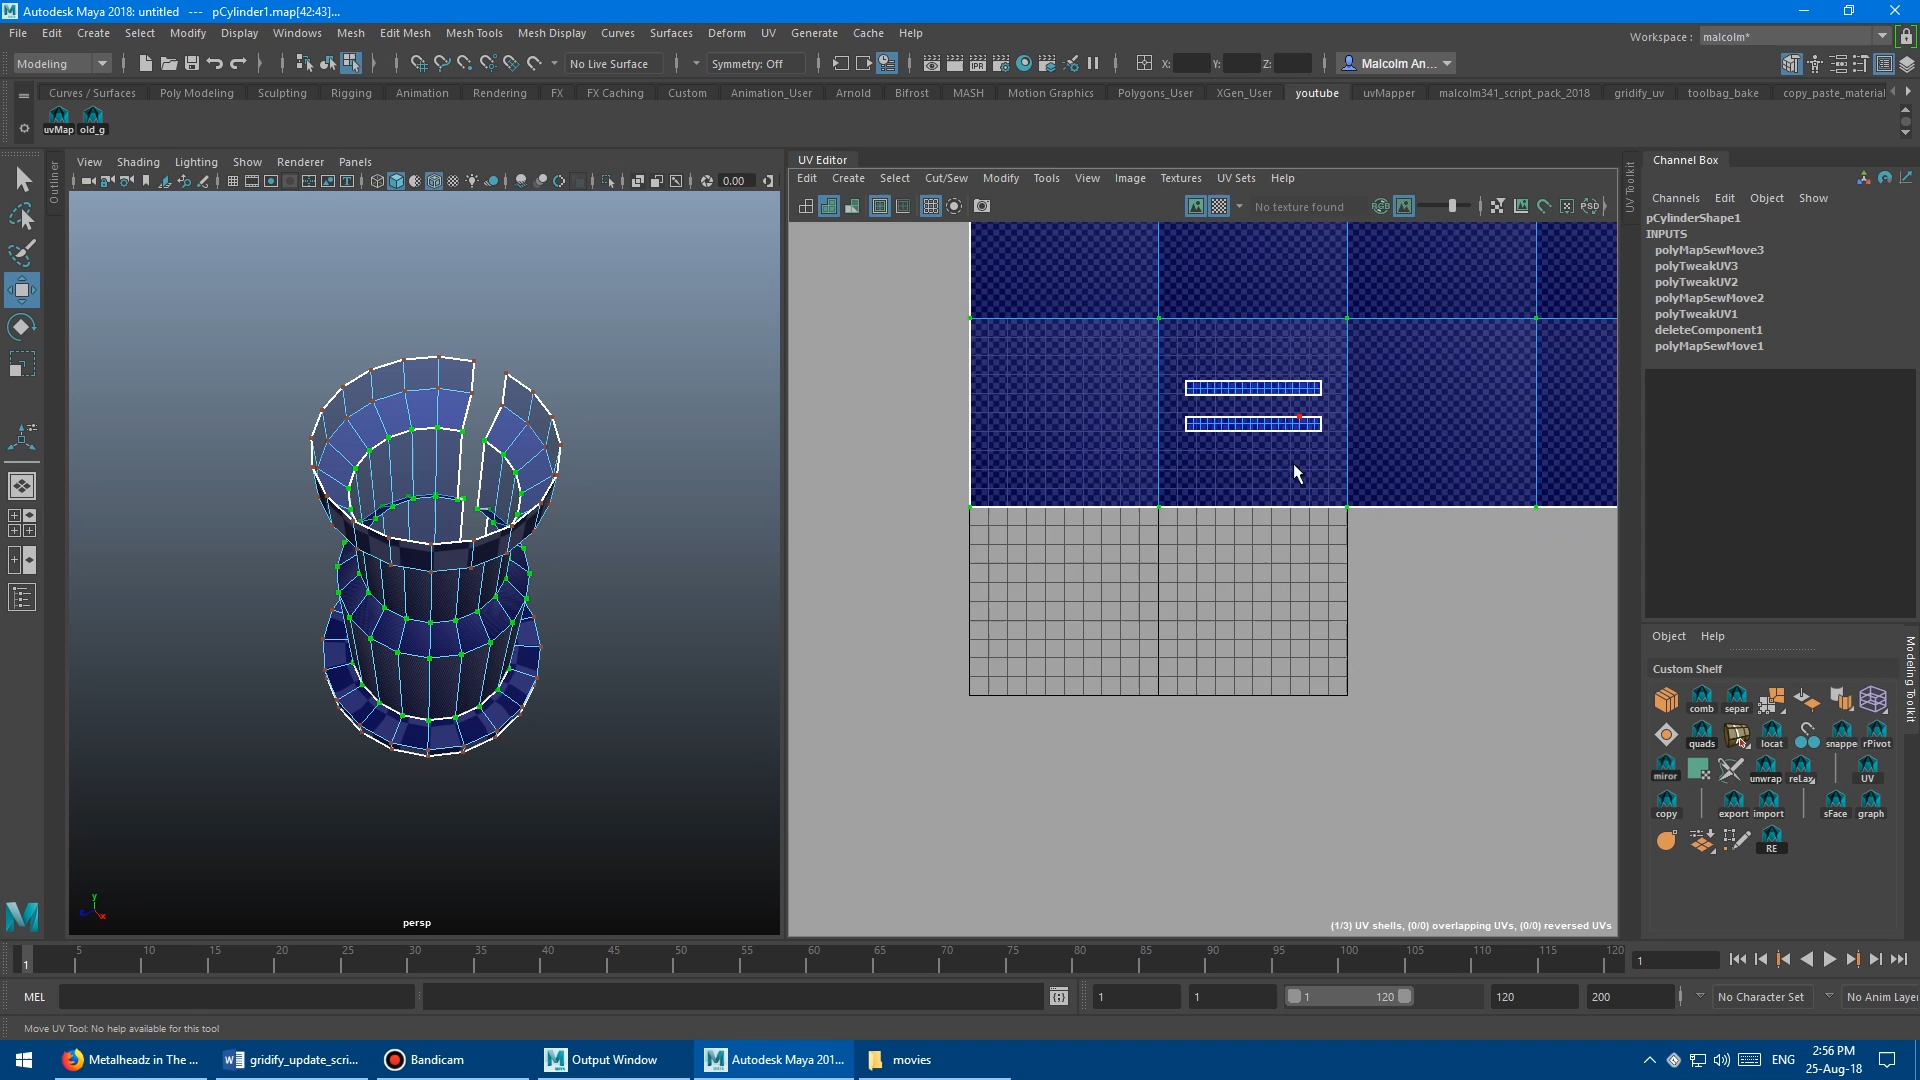 Autodesk Maya 2018: untitled --- pCylinder1.map[42:43]...
File Edit Create Select Modify Display Windows Mesh Edit Mesh Mesh Tools Mesh Display Curves Surfaces Deform UV Generate Cache Help
Workspace : malcolm*
Modeling No Live Surface Symmetry: Off X: Y: Z: Malcolm An...
Curves / Surfaces Poly Modeling Sculpting Rigging Animation Rendering FX FX Caching Custom Animation_User Arnold Bifrost MASH Motion Graphics Polygons_User XGen_User youtube uvMapper malcolm341_script_pack_2018 gridify_uv toolbag_bake copy_paste_material
uvMap old_g
Outliner
View Shading Lighting Show Renderer Panels
0.00
persp
UV Editor
Edit Create Select Cut/Sew Modify Tools View Image Textures UV Sets Help
No texture found
RGB
PSD
(1/3) UV shells, (0/0) overlapping UVs, (0/0) reversed UVs
UV Toolkit
Channel Box
Channels Edit Object Show
pCylinderShape1
INPUTS
polyMapSewMove3
polyTweakUV3
polyTweakUV2
polyMapSewMove2
polyTweakUV1
deleteComponent1
polyMapSewMove1
Object Help
Custom Shelf
comb separ
quads locat snappe rPivot
miror unwrap reLax UV
copy export import sFace graph
RE
Modeling Toolkit
5 10 15 20 25 30 35 40 45 50 55 60 65 70 75 80 85 90 95 100 105 110 115 120
1
1
MEL
1 1 1 120 120 200 No Character Set No Anim Layer
Move UV Tool: No help available for this tool
Metalheadz in The ... gridify_update_scri... Bandicam Output Window Autodesk Maya 201... movies
ENG
2:56 PM
25-Aug-18